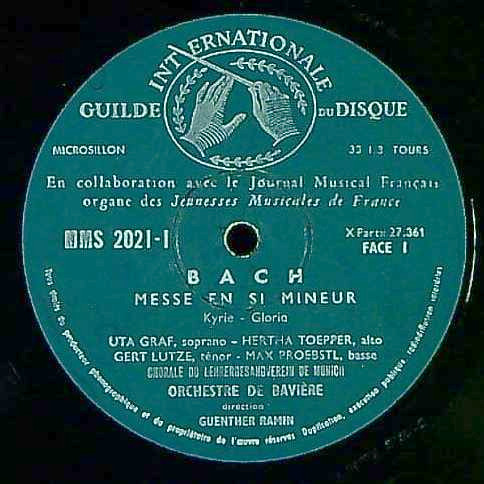 INTERNATIONALE
GUILDE DU DISQUE
MICROSILLON 33 1.3 TOURS
En collaboration avec le Journal Musical Français
organe des Jeunesses Musicales de France
MMS 2021-1
X Party 27.361
FACE 1
BACH
MESSE EN SI MINEUR
Kyrie - Gloria
UTA GRAF, soprano - HERTHA TOEPPER, alto
GERT LUTZE, ténor - MAX PROEBSTL, basse
CHORALE DU LEHRERGESANGVEREIN DE MUNICH
ORCHESTRE DE BAVIÈRE
direction
GUENTHER RAMIN
Tous droits du producteur phonographique et du propriétaire de l'œuvre réservés Duplification, exécution publique, radiodiffusion interdites